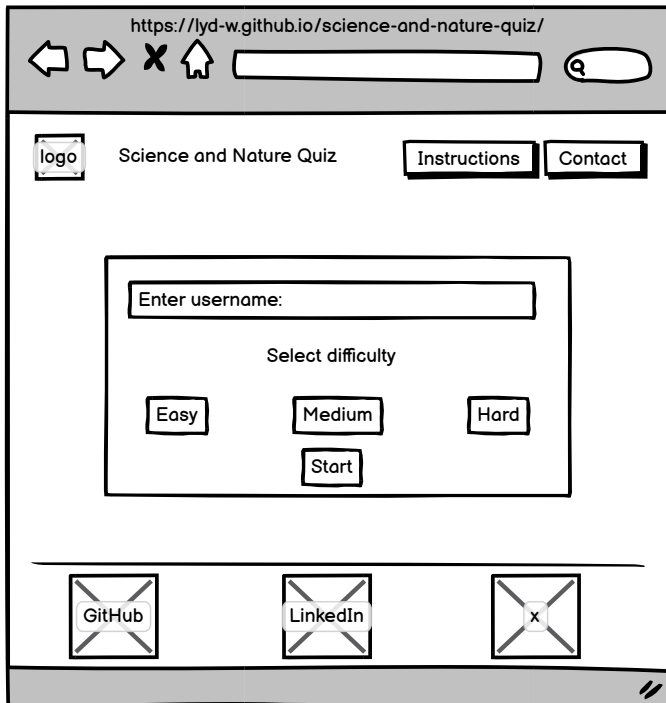 https://lyd-w.github.io/science-and-nature-quiz/
logo
Science and Nature Quiz
Instructions
Contact
Enter username:
Select difficulty
Easy
Medium
Hard
Start
GitHub
LinkedIn
x